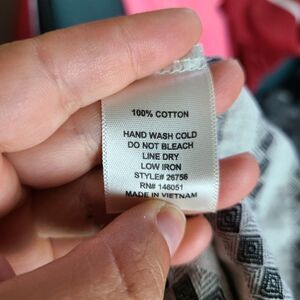 100% COTTON
HAND WASH COLD
DO NOT BLEACH
LINE DRY
LOW IRON
STYLE# 26756
RN# 146051
MADE IN VIETNAM